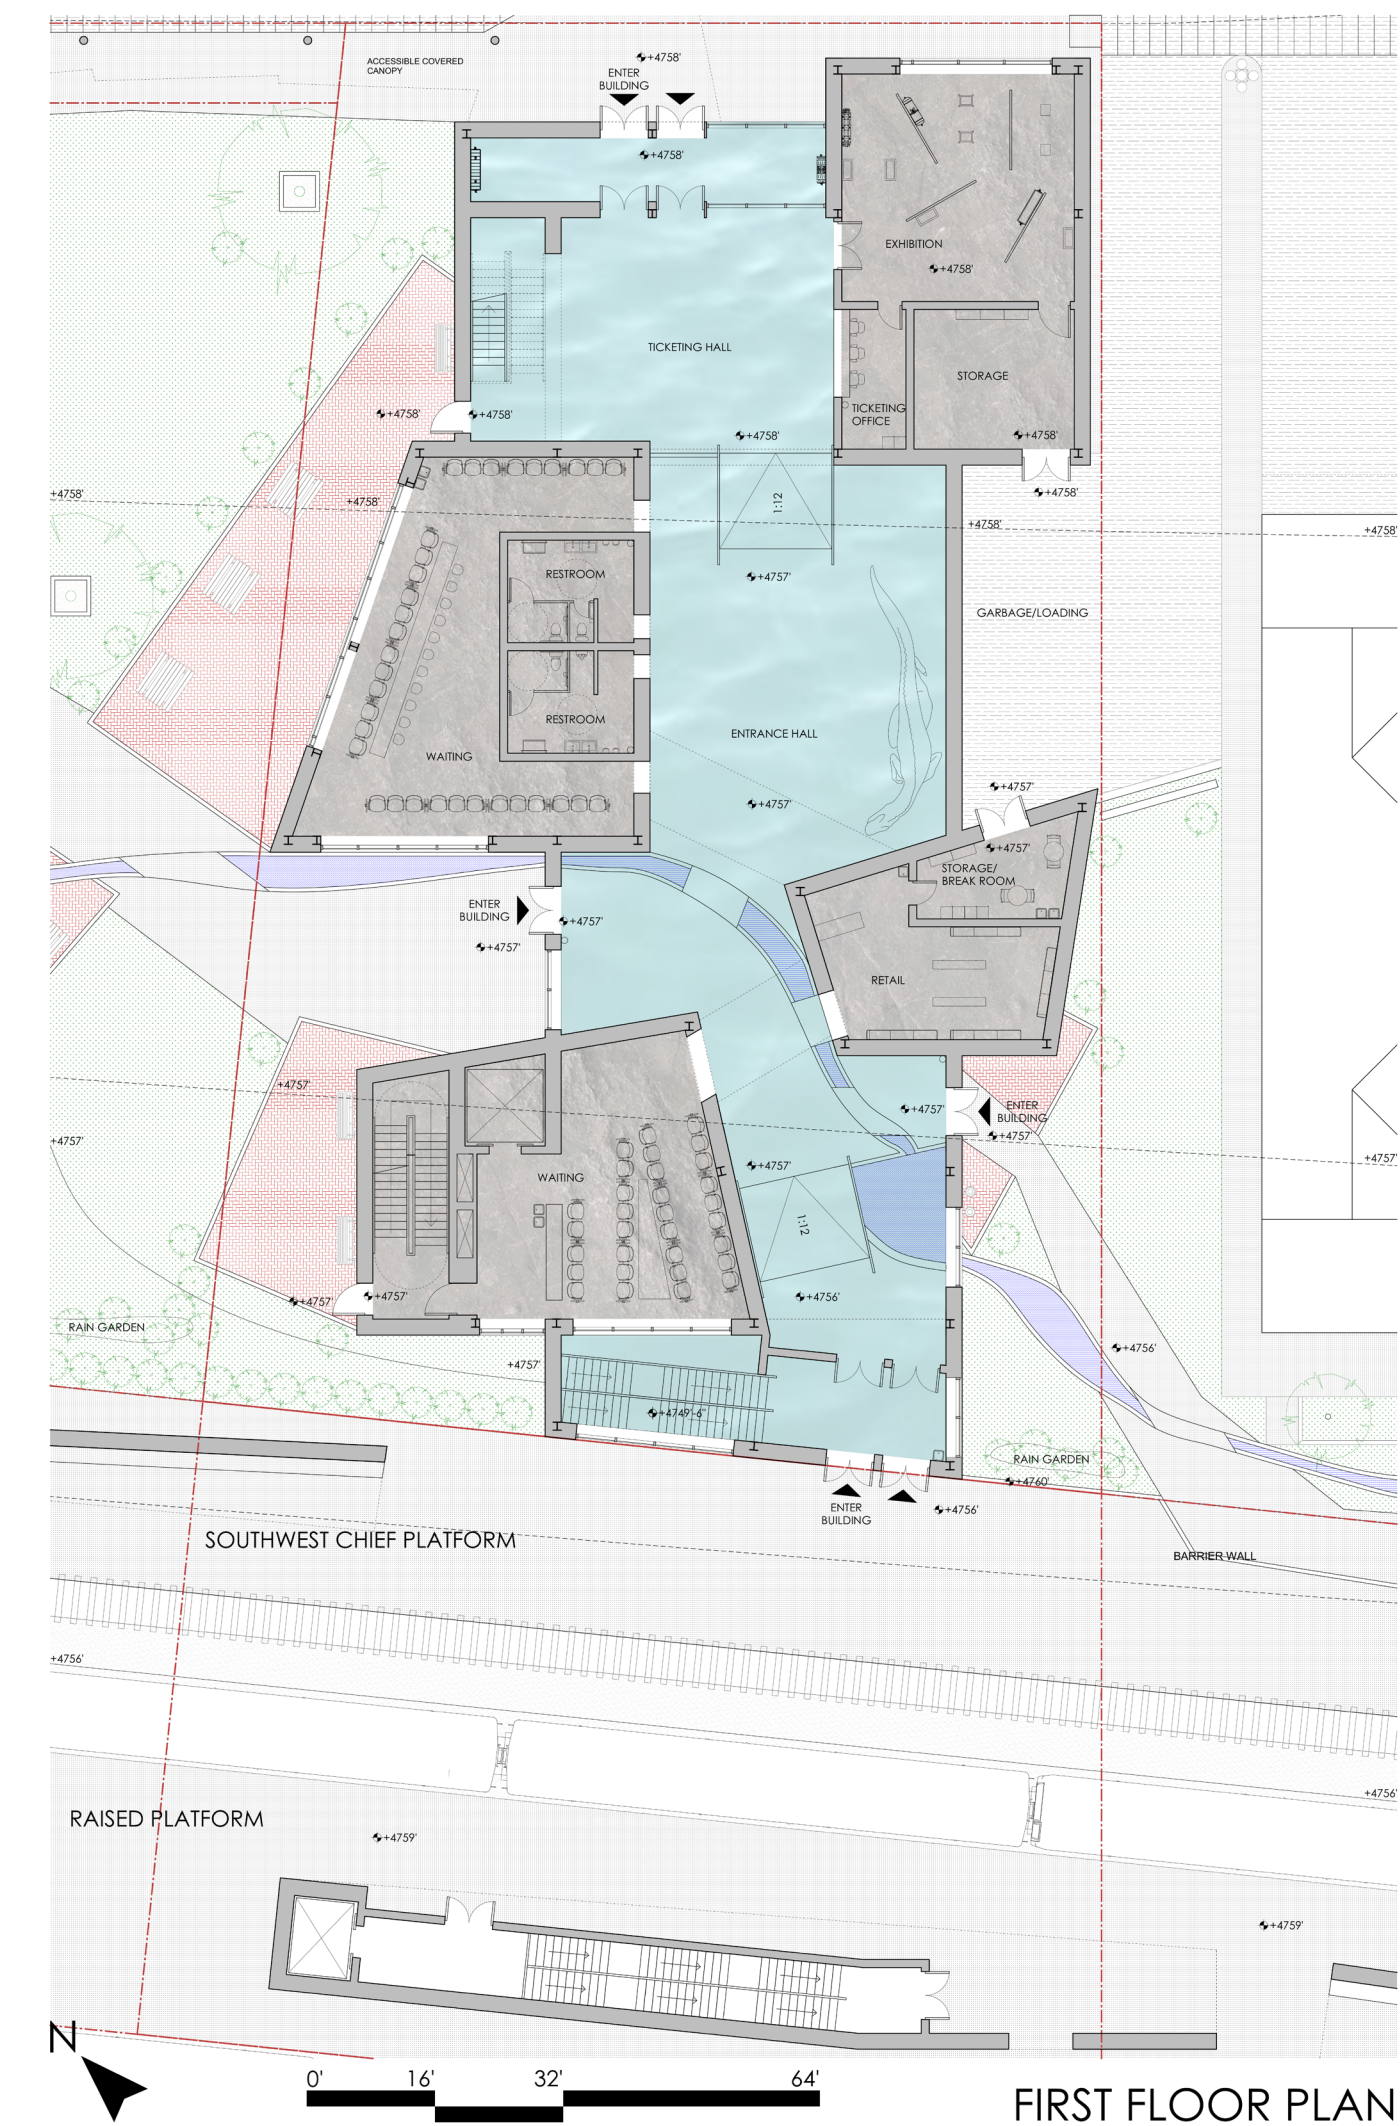 +4758'
ACCESSIBLE COVERED
CANOPY
ENTER
BUILDING
+4758'
EXHIBITION
+4758'
TICKETING HALL
STORAGE
+4758'
+4758'
TICKETING
OFFICE
+4758'
+4758'
+4758'
+4758'
+4758'
1:12
+4758'
+4758'
RESTROOM
+4757'
GARBAGE/LOADING
RESTROOM
ENTRANCE HALL
WAITING
+4757'
+4757'
+4757'
STORAGE/
BREAK ROOM
ENTER
BUILDING
+4757'
+4757'
RETAIL
+4757'
+4757'
ENTER
BUILDING
+4757'
+4757'
+4757'
+4757'
WAITING
1:12
+4757'
+4757'
+4756'
RAIN GARDEN
+4756'
+4757'
+4749'-6"
RAIN GARDEN
+4760'
ENTER
BUILDING
+4756'
SOUTHWEST CHIEF PLATFORM
BARRIER WALL
+4756'
+4756'
RAISED PLATFORM
+4759'
+4759'
N
0' 16' 32' 64'
FIRST FLOOR PLAN